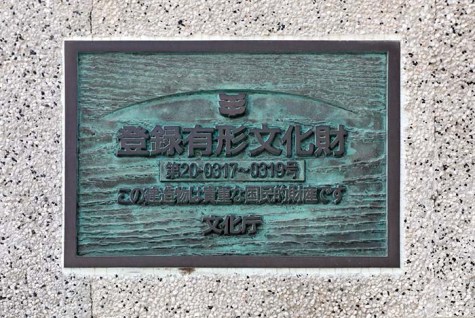 登録有形文化財
第20-0317～0319号
この建造物は貴重な国民的財産です
文化庁